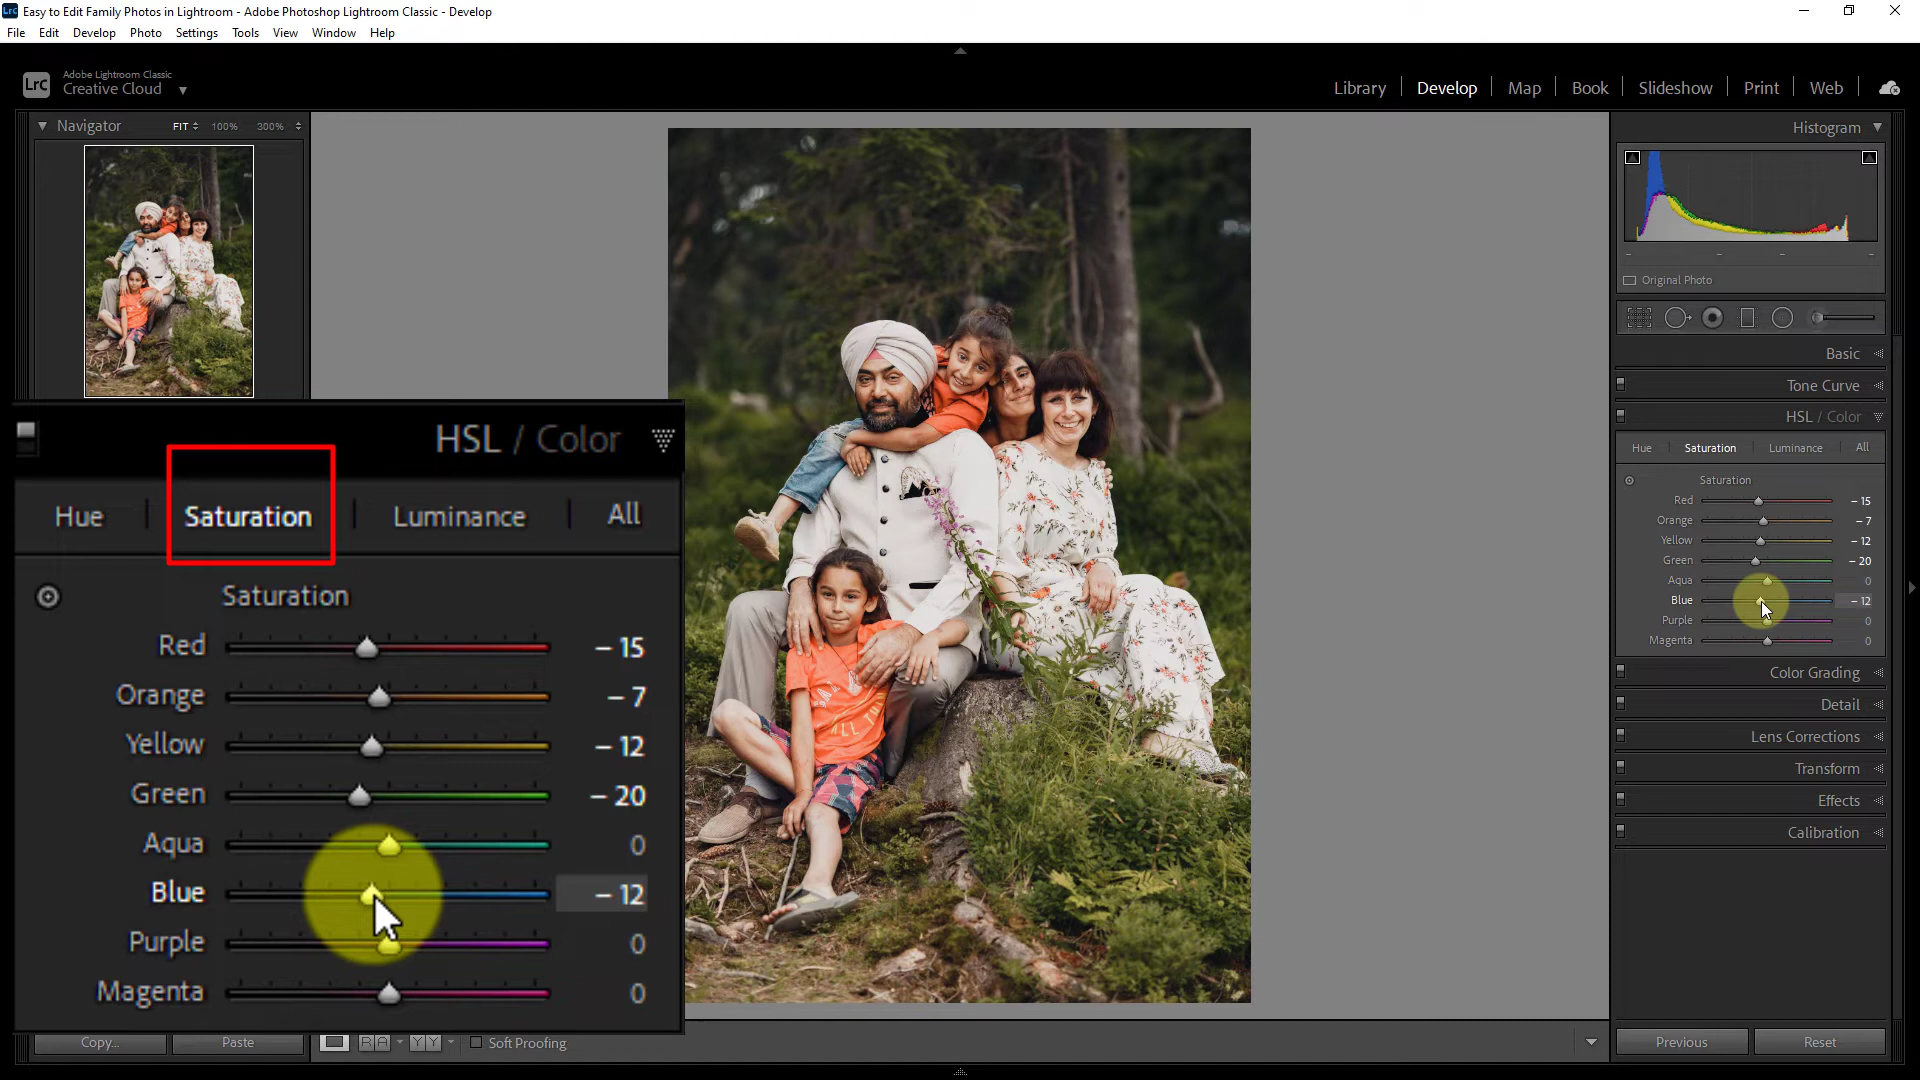 Lrc Easy to Edit Family Photos in Lightroom - Adobe Photoshop Lightroom Classic - Develop
File Edit Develop Photo Settings Tools View Window Help
Lrc Adobe Lightroom Classic
Creative Cloud
Library Develop Map Book Slideshow Print Web
Navigator FIT 100% 300%
Histogram
Original Photo
Basic
Tone Curve
HSL / Color
Hue Saturation Luminance All
Saturation
Red − 15
Orange − 7
Yellow − 12
Green − 20
Aqua 0
Blue − 12
Purple 0
Magenta 0
Color Grading
Detail
Lens Corrections
Transform
Effects
Calibration
HSL / Color
Hue Saturation Luminance All
Saturation
Red − 15
Orange − 7
Yellow − 12
Green − 20
Aqua 0
Blue − 12
Purple 0
Magenta 0
Copy... Paste
R A Y Y Soft Proofing
Previous Reset